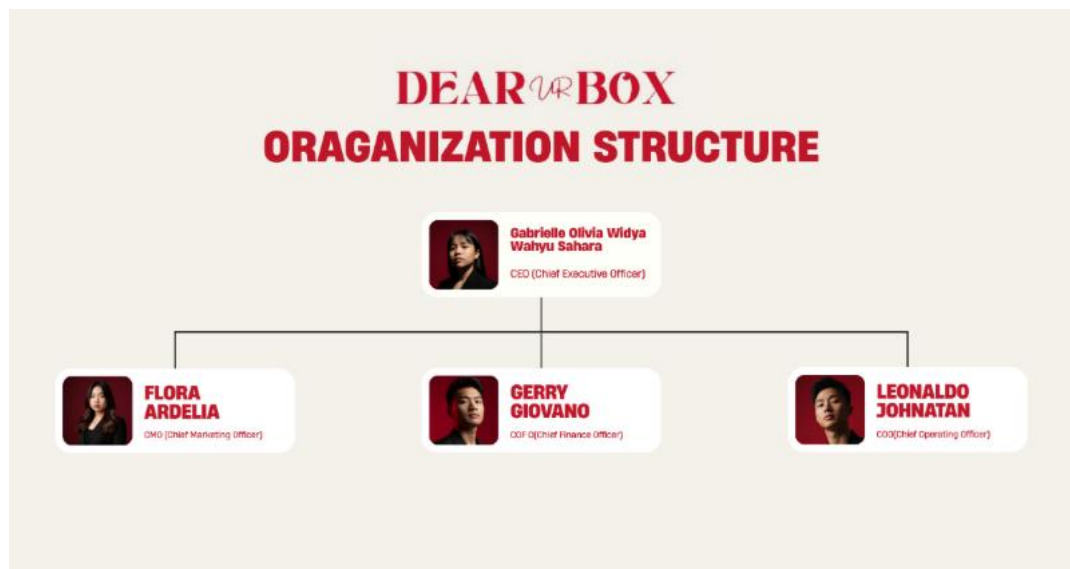 DEAR UR BOX
ORAGANIZATION STRUCTURE
Gabrielle Olivia Widya
Wahyu Sahara
CEO (Chief Executive Officer)
FLORA
ARDELIA
CMO (Chief Marketing Officer)
GERRY
GIOVANO
(Chief Finance Officer)
LEONALDO
JOHNATAN
COO(Chief Operating Officer)